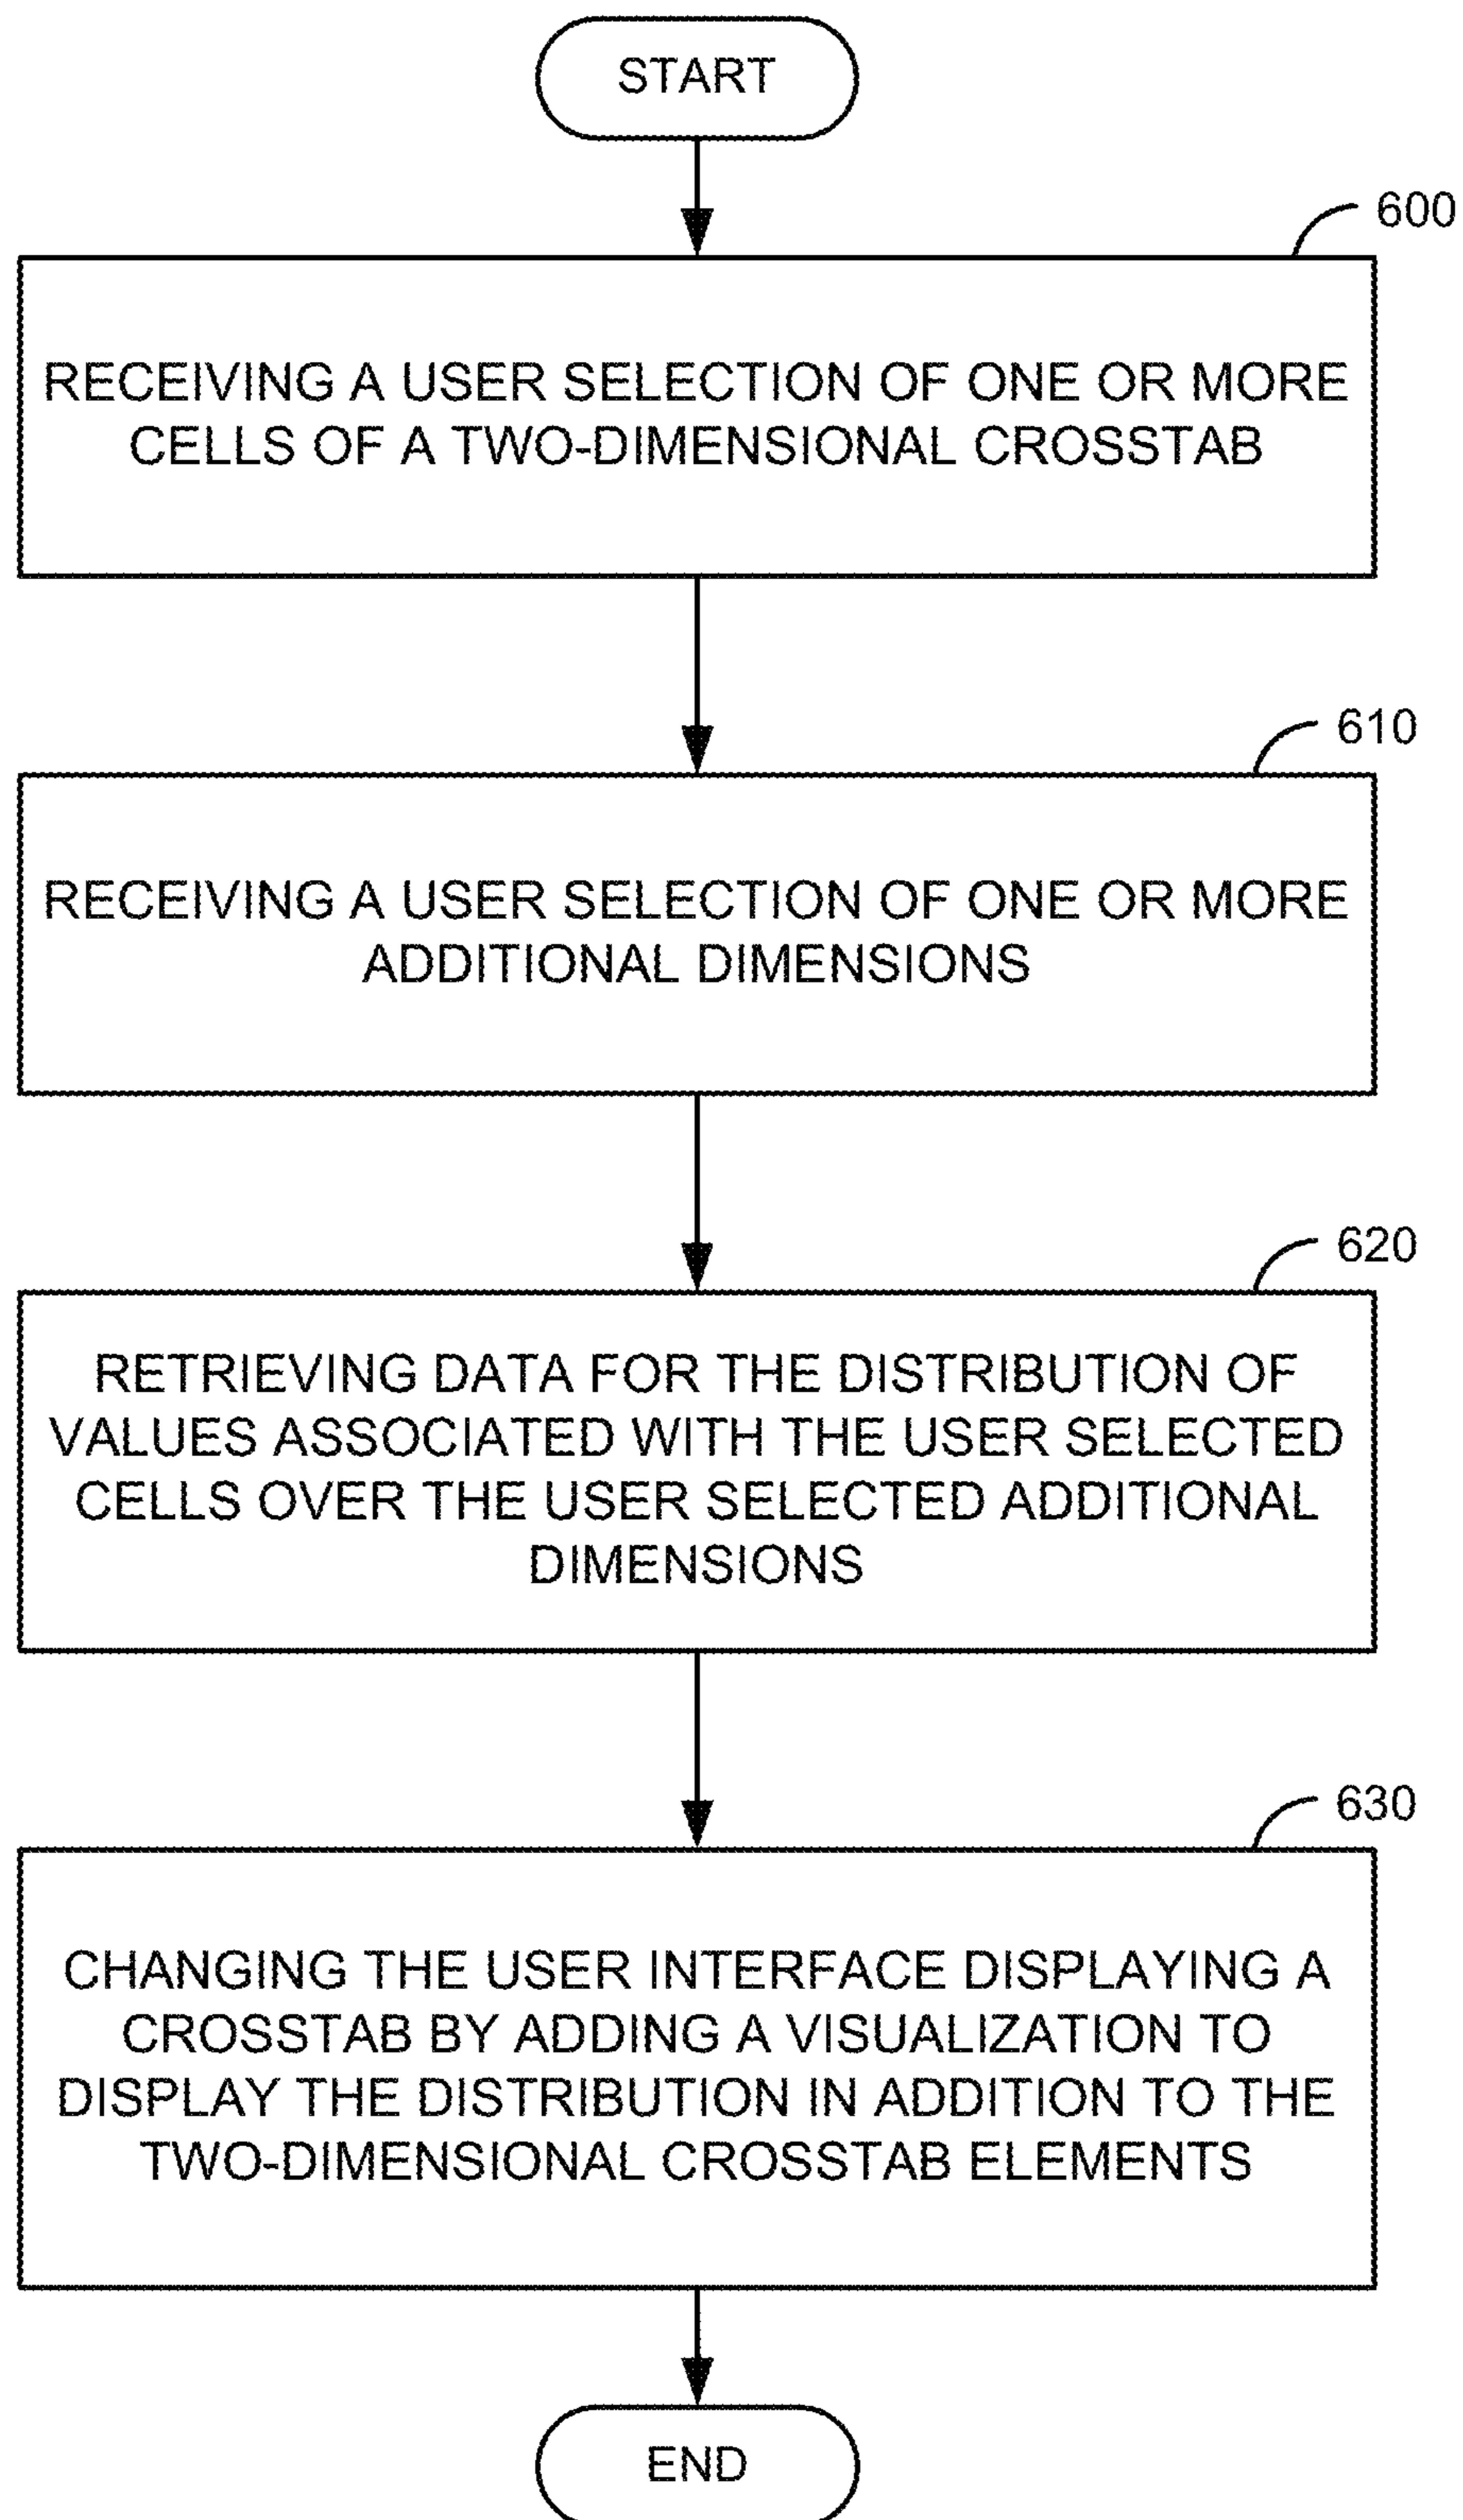 START
600
RECEIVING A USER SELECTION OF ONE OR MORE
CELLS OF A TWO-DIMENSIONAL CROSSTAB
610
RECEIVING A USER SELECTION OF ONE OR MORE
ADDITIONAL DIMENSIONS
620
RETRIEVING DATA FOR THE DISTRIBUTION OF
VALUES ASSOCIATED WITH THE USER SELECTED
CELLS OVER THE USER SELECTED ADDITIONAL
DIMENSIONS
630
CHANGING THE USER INTERFACE DISPLAYING A
CROSSTAB BY ADDING A VISUALIZATION TO
DISPLAY THE DISTRIBUTION IN ADDITION TO THE
TWO-DIMENSIONAL CROSSTAB ELEMENTS
END